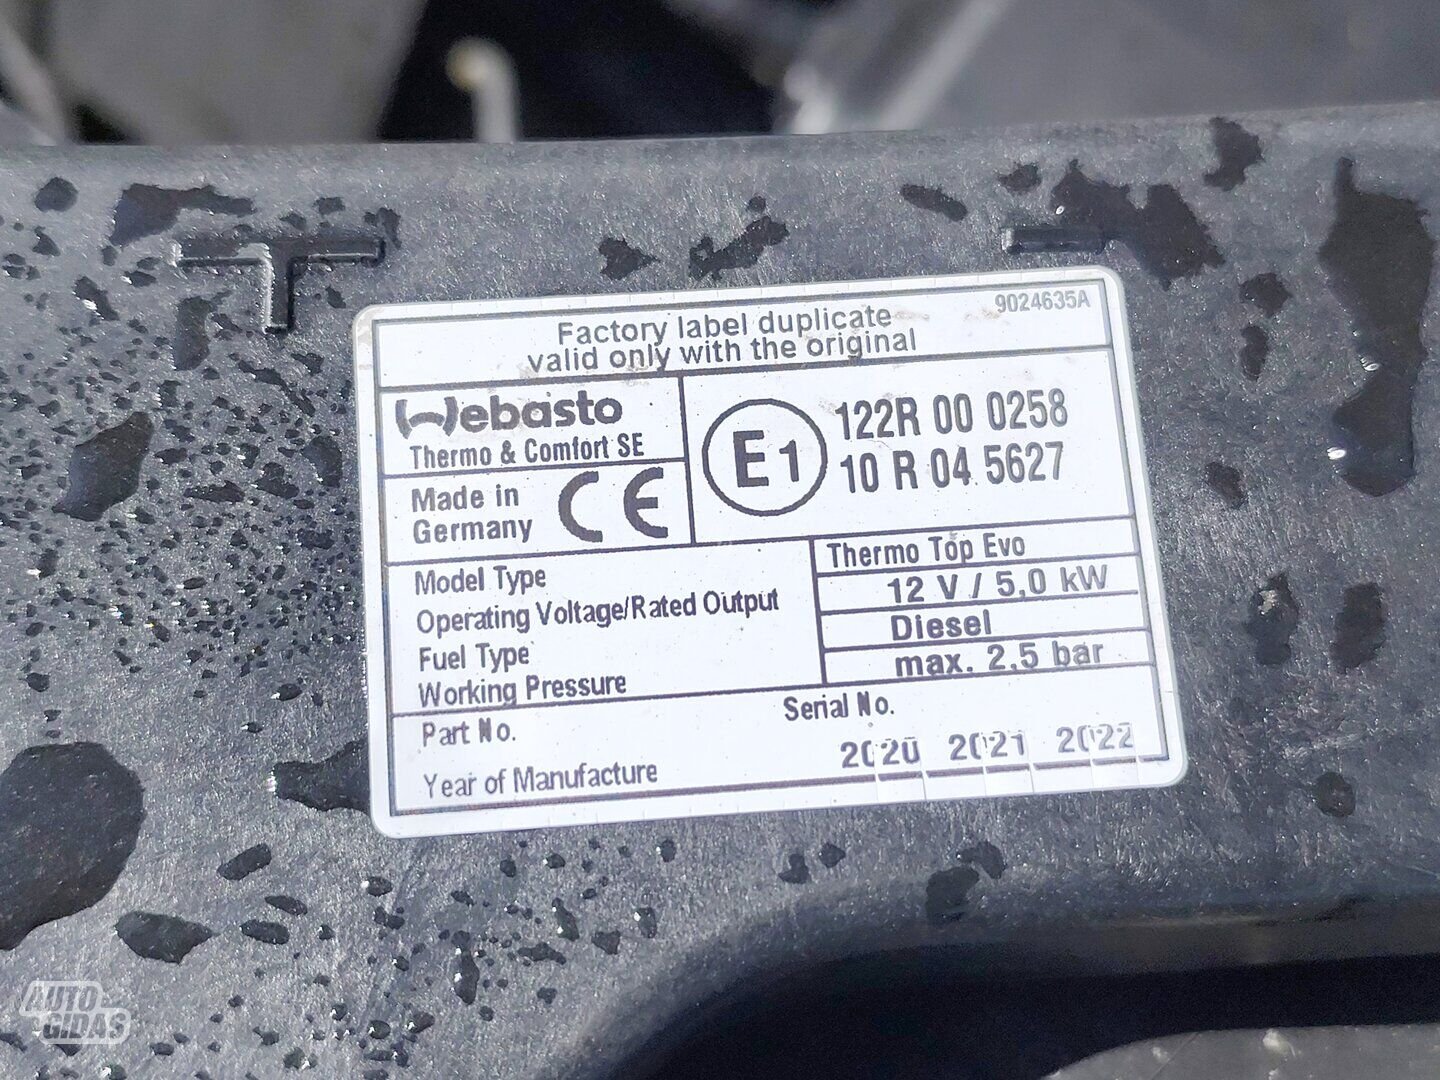 9024635A
Factory label duplicate
valid only with the original
Webasto
Thermo & Comfort SE
Made in
Germany
CE
E1
122R 00 0258
10 R 04 5627
Model Type
Thermo Top Evo
Operating Voltage/Rated Output
12 V / 5,0 kW
Fuel Type
Diesel
Working Pressure
max. 2,5 bar
Part No.
Serial No.
Year of Manufacture
2020 2021 2022
AUTO
GIDAS